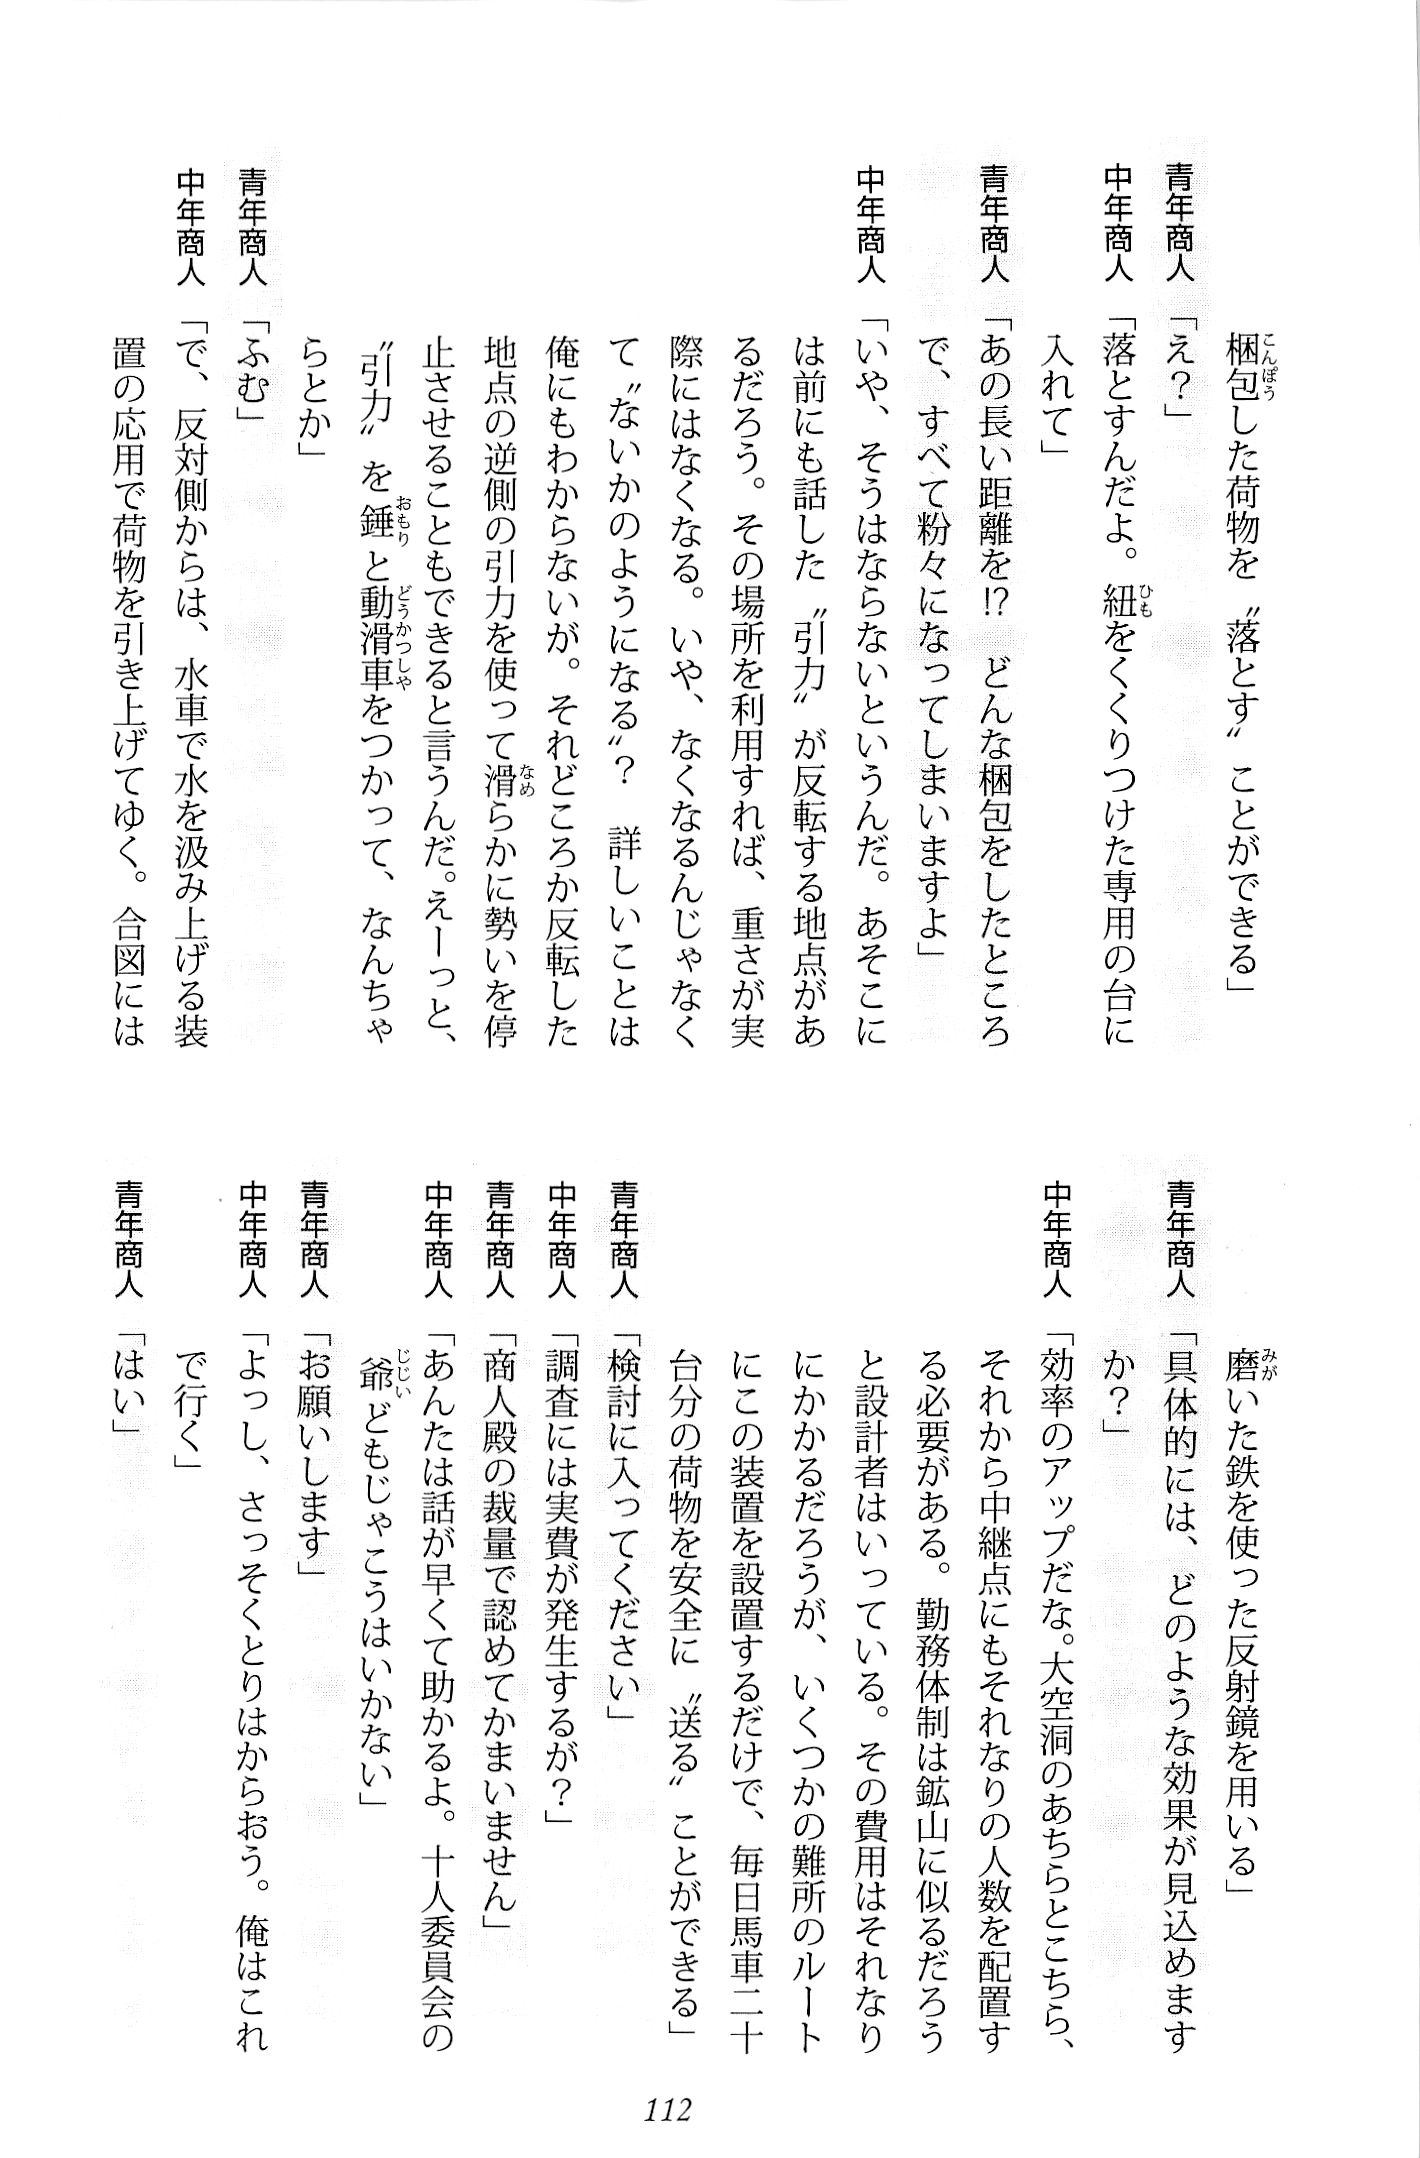 梱包した荷物を〝落とす〟ことができる」
青年商人「え？」
中年商人「落とすんだよ。紐をくくりつけた専用の台に
入れて」
青年商人「あの長い距離を!?　どんな梱包をしたところ
で、すべて粉々になってしまいますよ」
中年商人「いや、そうはならないというんだ。あそこに
は前にも話した〝引力〟が反転する地点があ
るだろう。その場所を利用すれば、重さが実
際にはなくなる。いや、なくなるんじゃなく
て〝ないかのようになる〟？　詳しいことは
俺にもわからないが。それどころか反転した
地点の逆側の引力を使って滑らかに勢いを停
止させることもできると言うんだ。えーっと、
〝引力〟を錘と動滑車をつかって、なんちゃ
らとか」
青年商人「ふむ」
中年商人「で、反対側からは、水車で水を汲み上げる装
置の応用で荷物を引き上げてゆく。合図には
磨いた鉄を使った反射鏡を用いる」
青年商人「具体的には、どのような効果が見込めます
か？」
中年商人「効率のアップだな。大空洞のあちらとこちら、
それから中継点にもそれなりの人数を配置す
る必要がある。勤務体制は鉱山に似るだろう
と設計者はいっている。その費用はそれなり
にかかるだろうが、いくつかの難所のルート
にこの装置を設置するだけで、毎日馬車二十
台分の荷物を安全に〝送る〟ことができる」
青年商人「検討に入ってください」
中年商人「調査には実費が発生するが？」
青年商人「商人殿の裁量で認めてかまいません」
中年商人「あんたは話が早くて助かるよ。十人委員会の
爺どもじゃこうはいかない」
青年商人「お願いします」
中年商人「よっし、さっそくとりはからおう。俺はこれ
で行く」
青年商人「はい」
112